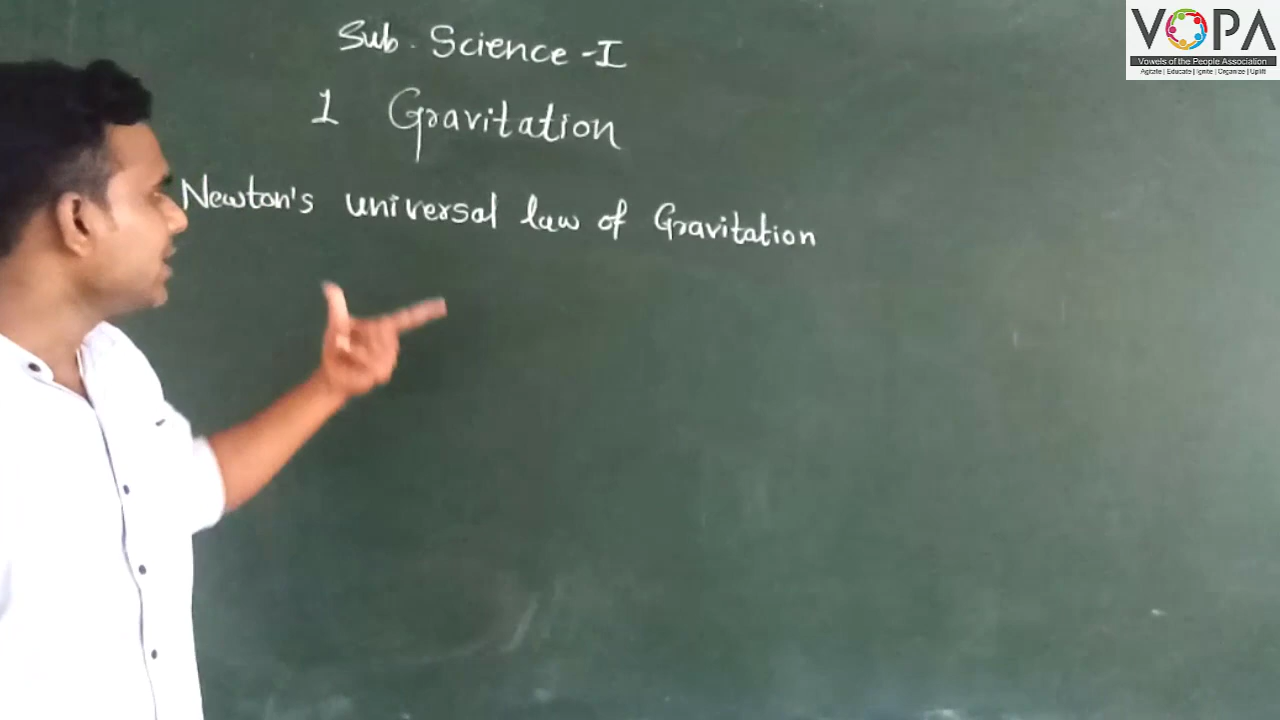 Sub. Science - I
1 Gravitation
Newton's universal law of Gravitation
VOPA
Vowels of the People Association
Agitate | Educate | Ignite | Organize | Uplift